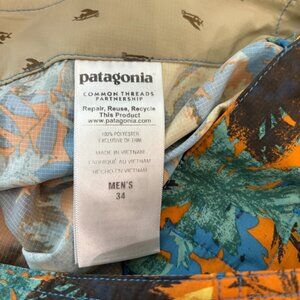 patagonia
COMMON THREADS
PARTNERSHIP
Repair, Reuse, Recycle
This Product
www.patagonia.com
100% POLYESTER
EXCLUSIVE OF TRIM
MADE IN VIETNAM
FABRIQUÉ AU VIETNAM
HECHO EN VIETNAM
MEN'S
34